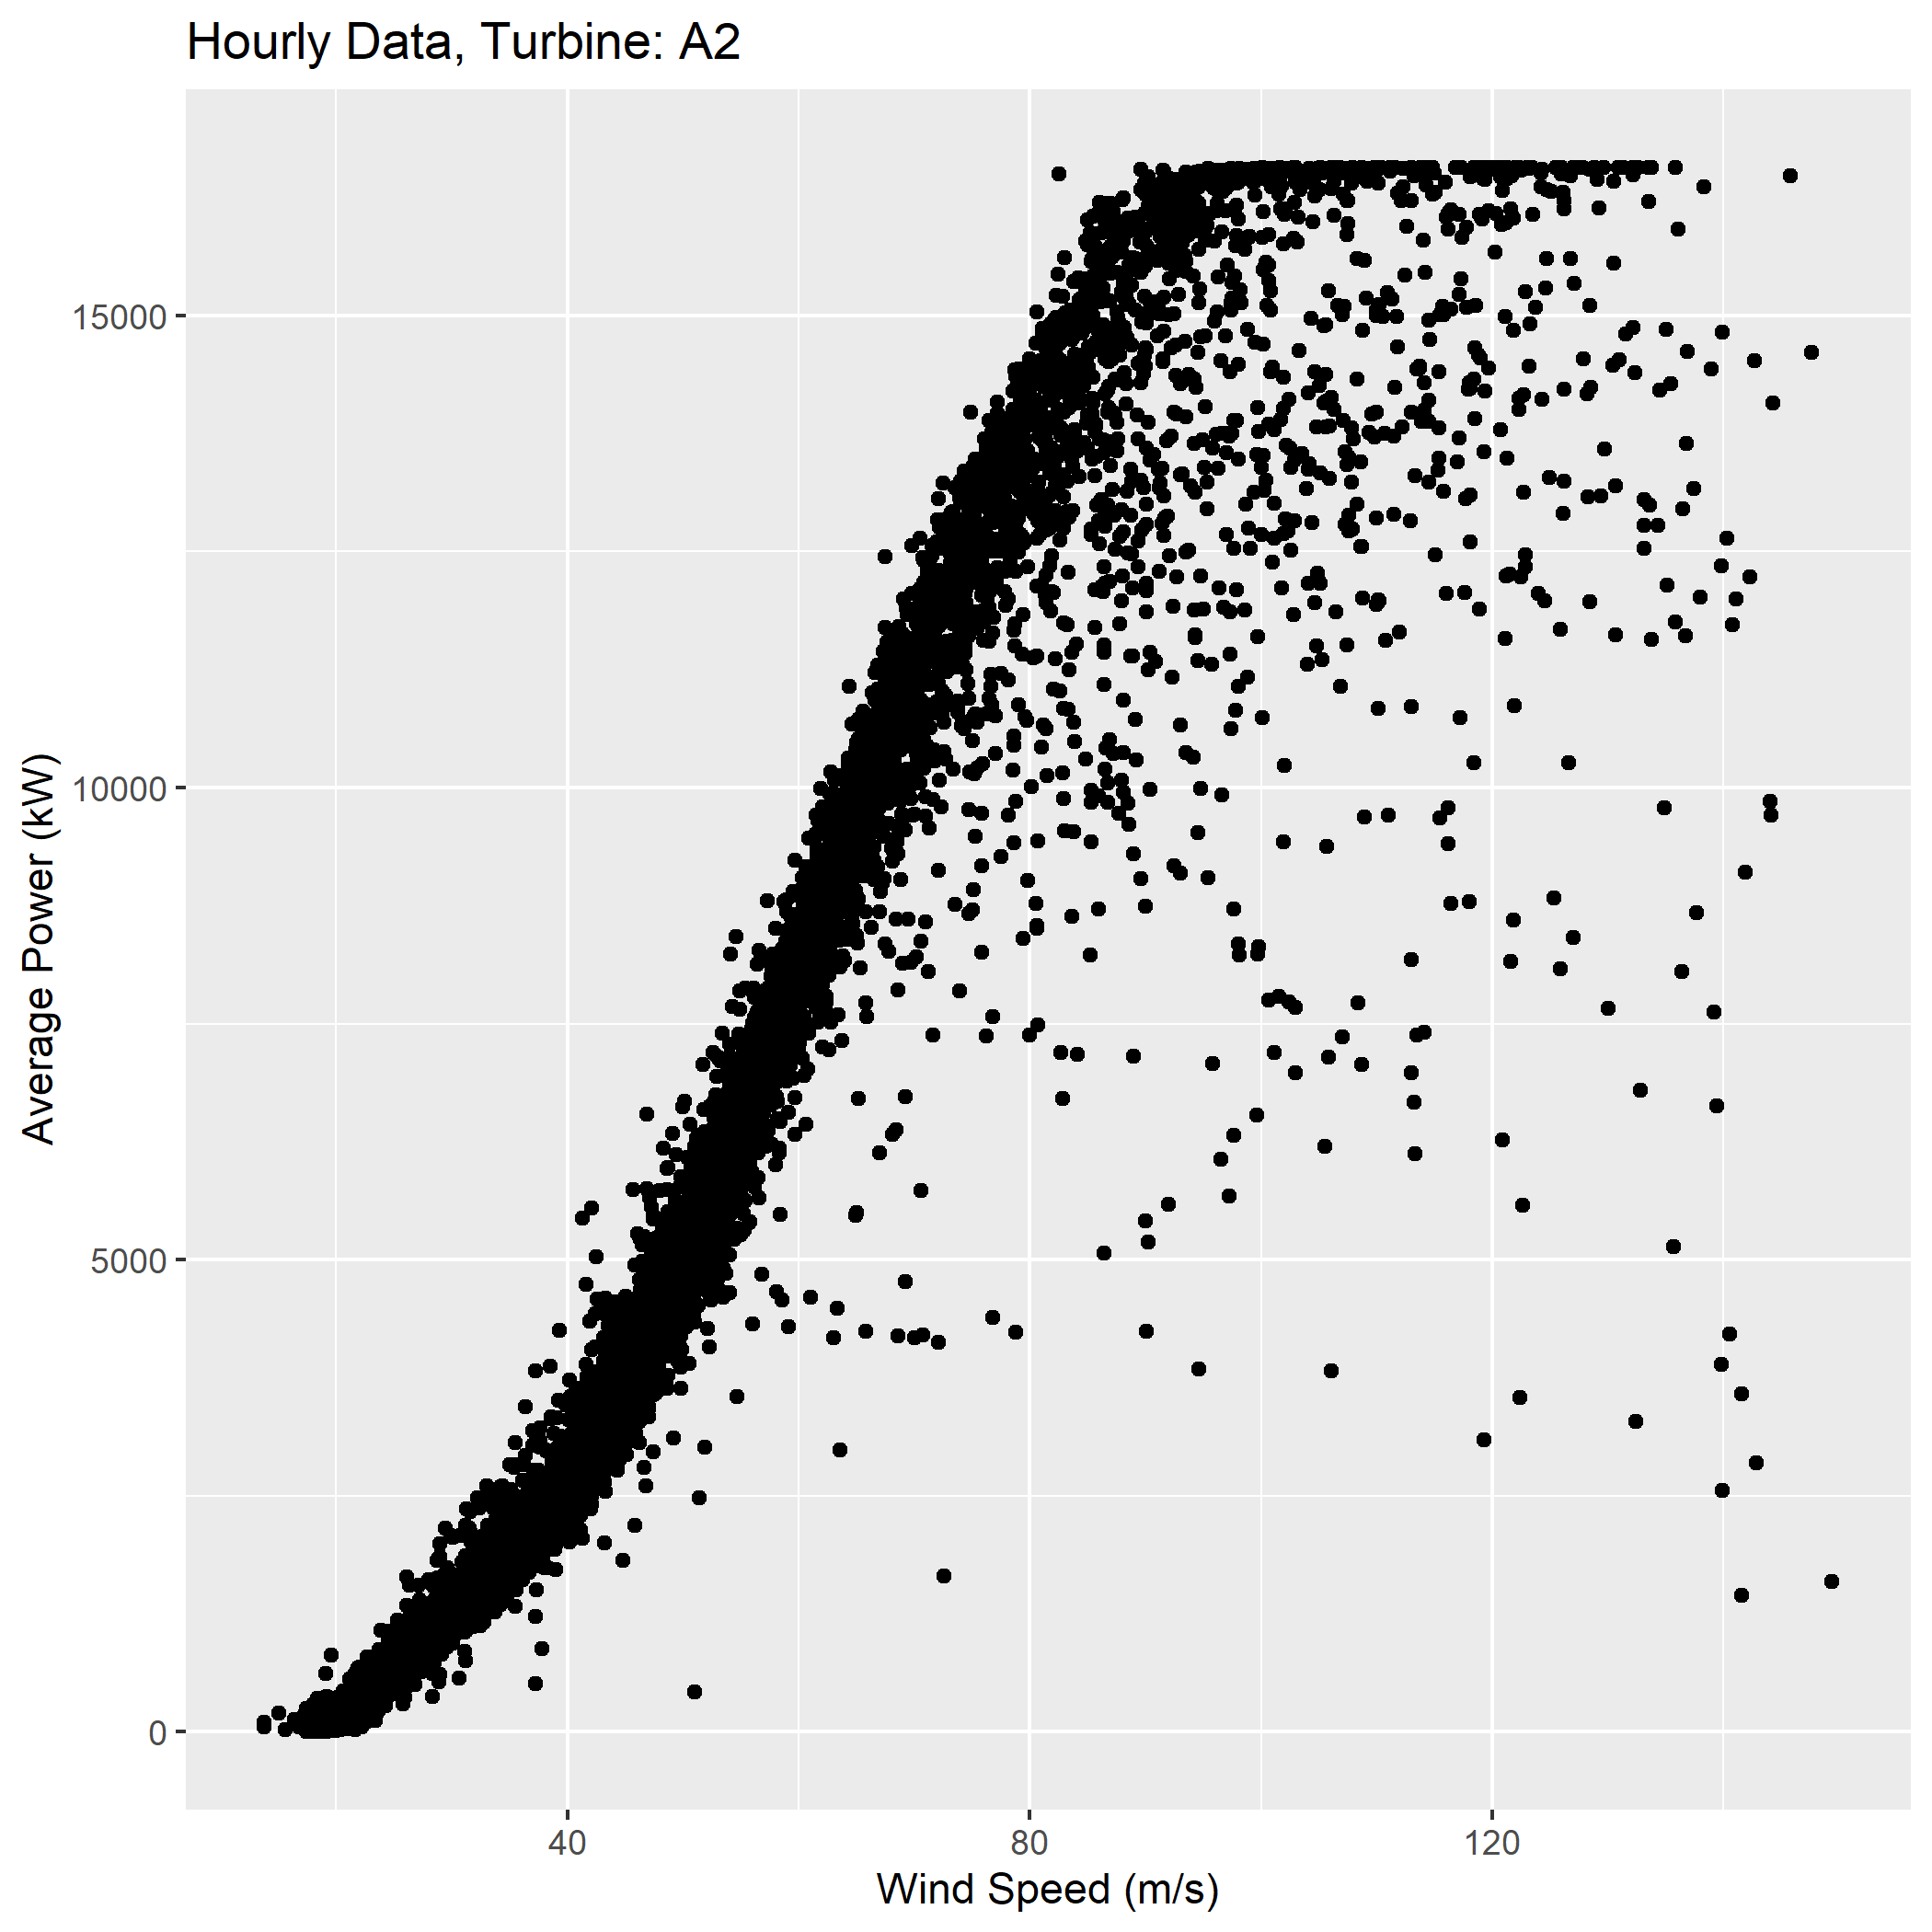 Hourly Data, Turbine: A2
Average Power (kW)
15000
10000
5000
0
40 80 120
Wind Speed (m/s)